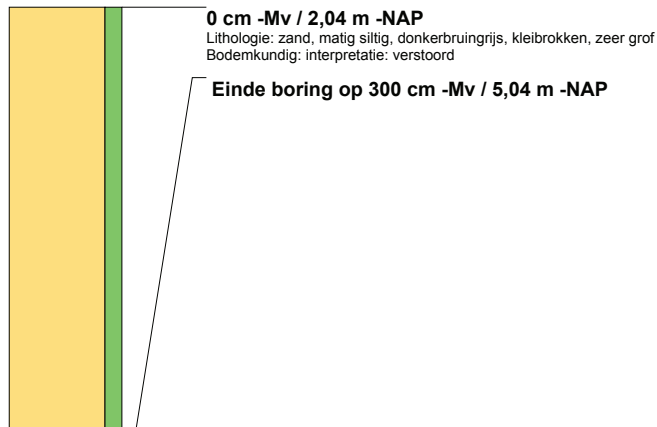 0 cm -Mv / 2,04 m -NAP
Lithologie: zand, matig siltig, donkerbruingrijs, kleibrokken, zeer grof
Bodemkundig: interpretatie: verstoord
Einde boring op 300 cm -Mv / 5,04 m -NAP